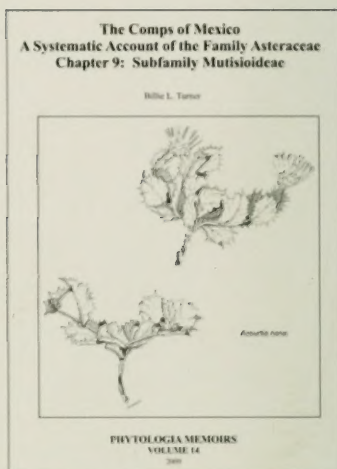 The Comps of Mexico
A Systematic Account of the Family Asteraceae
Chapter 9: Subfamily Mutisioideae
Billie L. Turner
Acourtia nana
PHYTOLOGIA MEMOIRS
VOLUME 14
2009